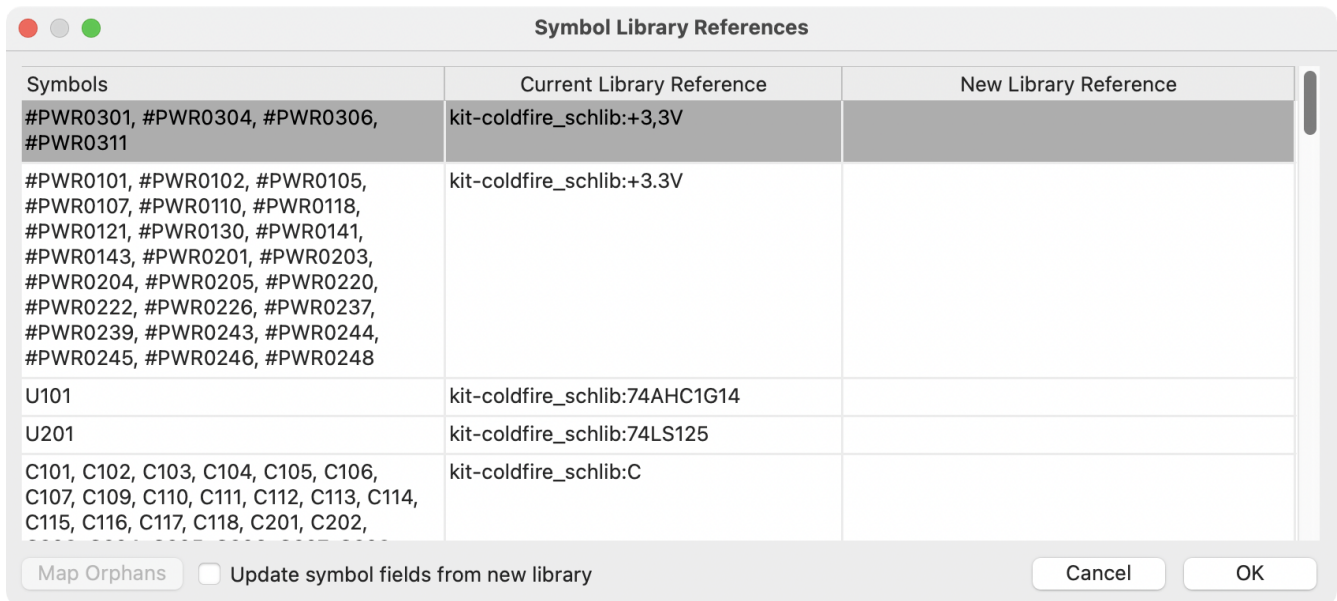 Symbol Library References
Symbols Current Library Reference New Library Reference
#PWR0301, #PWR0304, #PWR0306, kit-coldfire_schlib:+3,3V
#PWR0311
#PWR0101, #PWR0102, #PWR0105, kit-coldfire_schlib:+3.3V
#PWR0107, #PWR0110, #PWR0118,
#PWR0121, #PWR0130, #PWR0141,
#PWR0143, #PWR0201, #PWR0203,
#PWR0204, #PWR0205, #PWR0220,
#PWR0222, #PWR0226, #PWR0237,
#PWR0239, #PWR0243, #PWR0244,
#PWR0245, #PWR0246, #PWR0248
U101 kit-coldfire_schlib:74AHC1G14
U201 kit-coldfire_schlib:74LS125
C101, C102, C103, C104, C105, C106, kit-coldfire_schlib:C
C107, C109, C110, C111, C112, C113, C114,
C115, C116, C117, C118, C201, C202,
Map Orphans Update symbol fields from new library Cancel OK